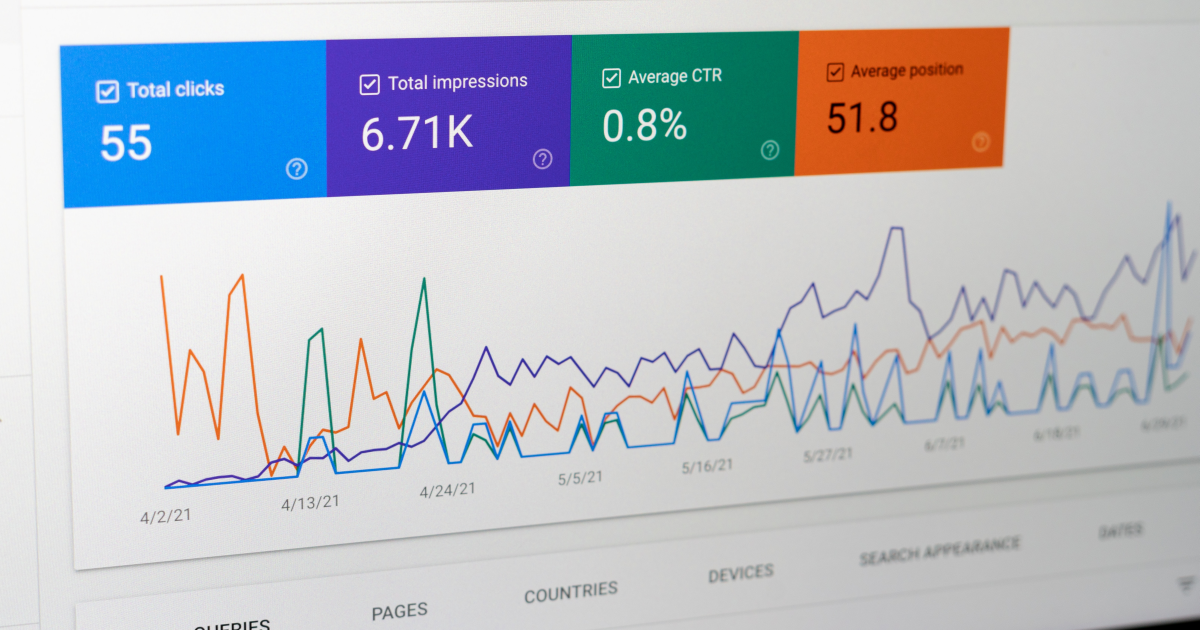 Total clicks
55
Total impressions
6.71K
Average CTR
0.8%
Average position
51.8
4/2/21
4/13/21
4/24/21
5/5/21
5/16/21
5/27/21
6/7/21
6/18/21
6/29/21
QUERIES
PAGES
COUNTRIES
DEVICES
SEARCH APPEARANCE
DATES